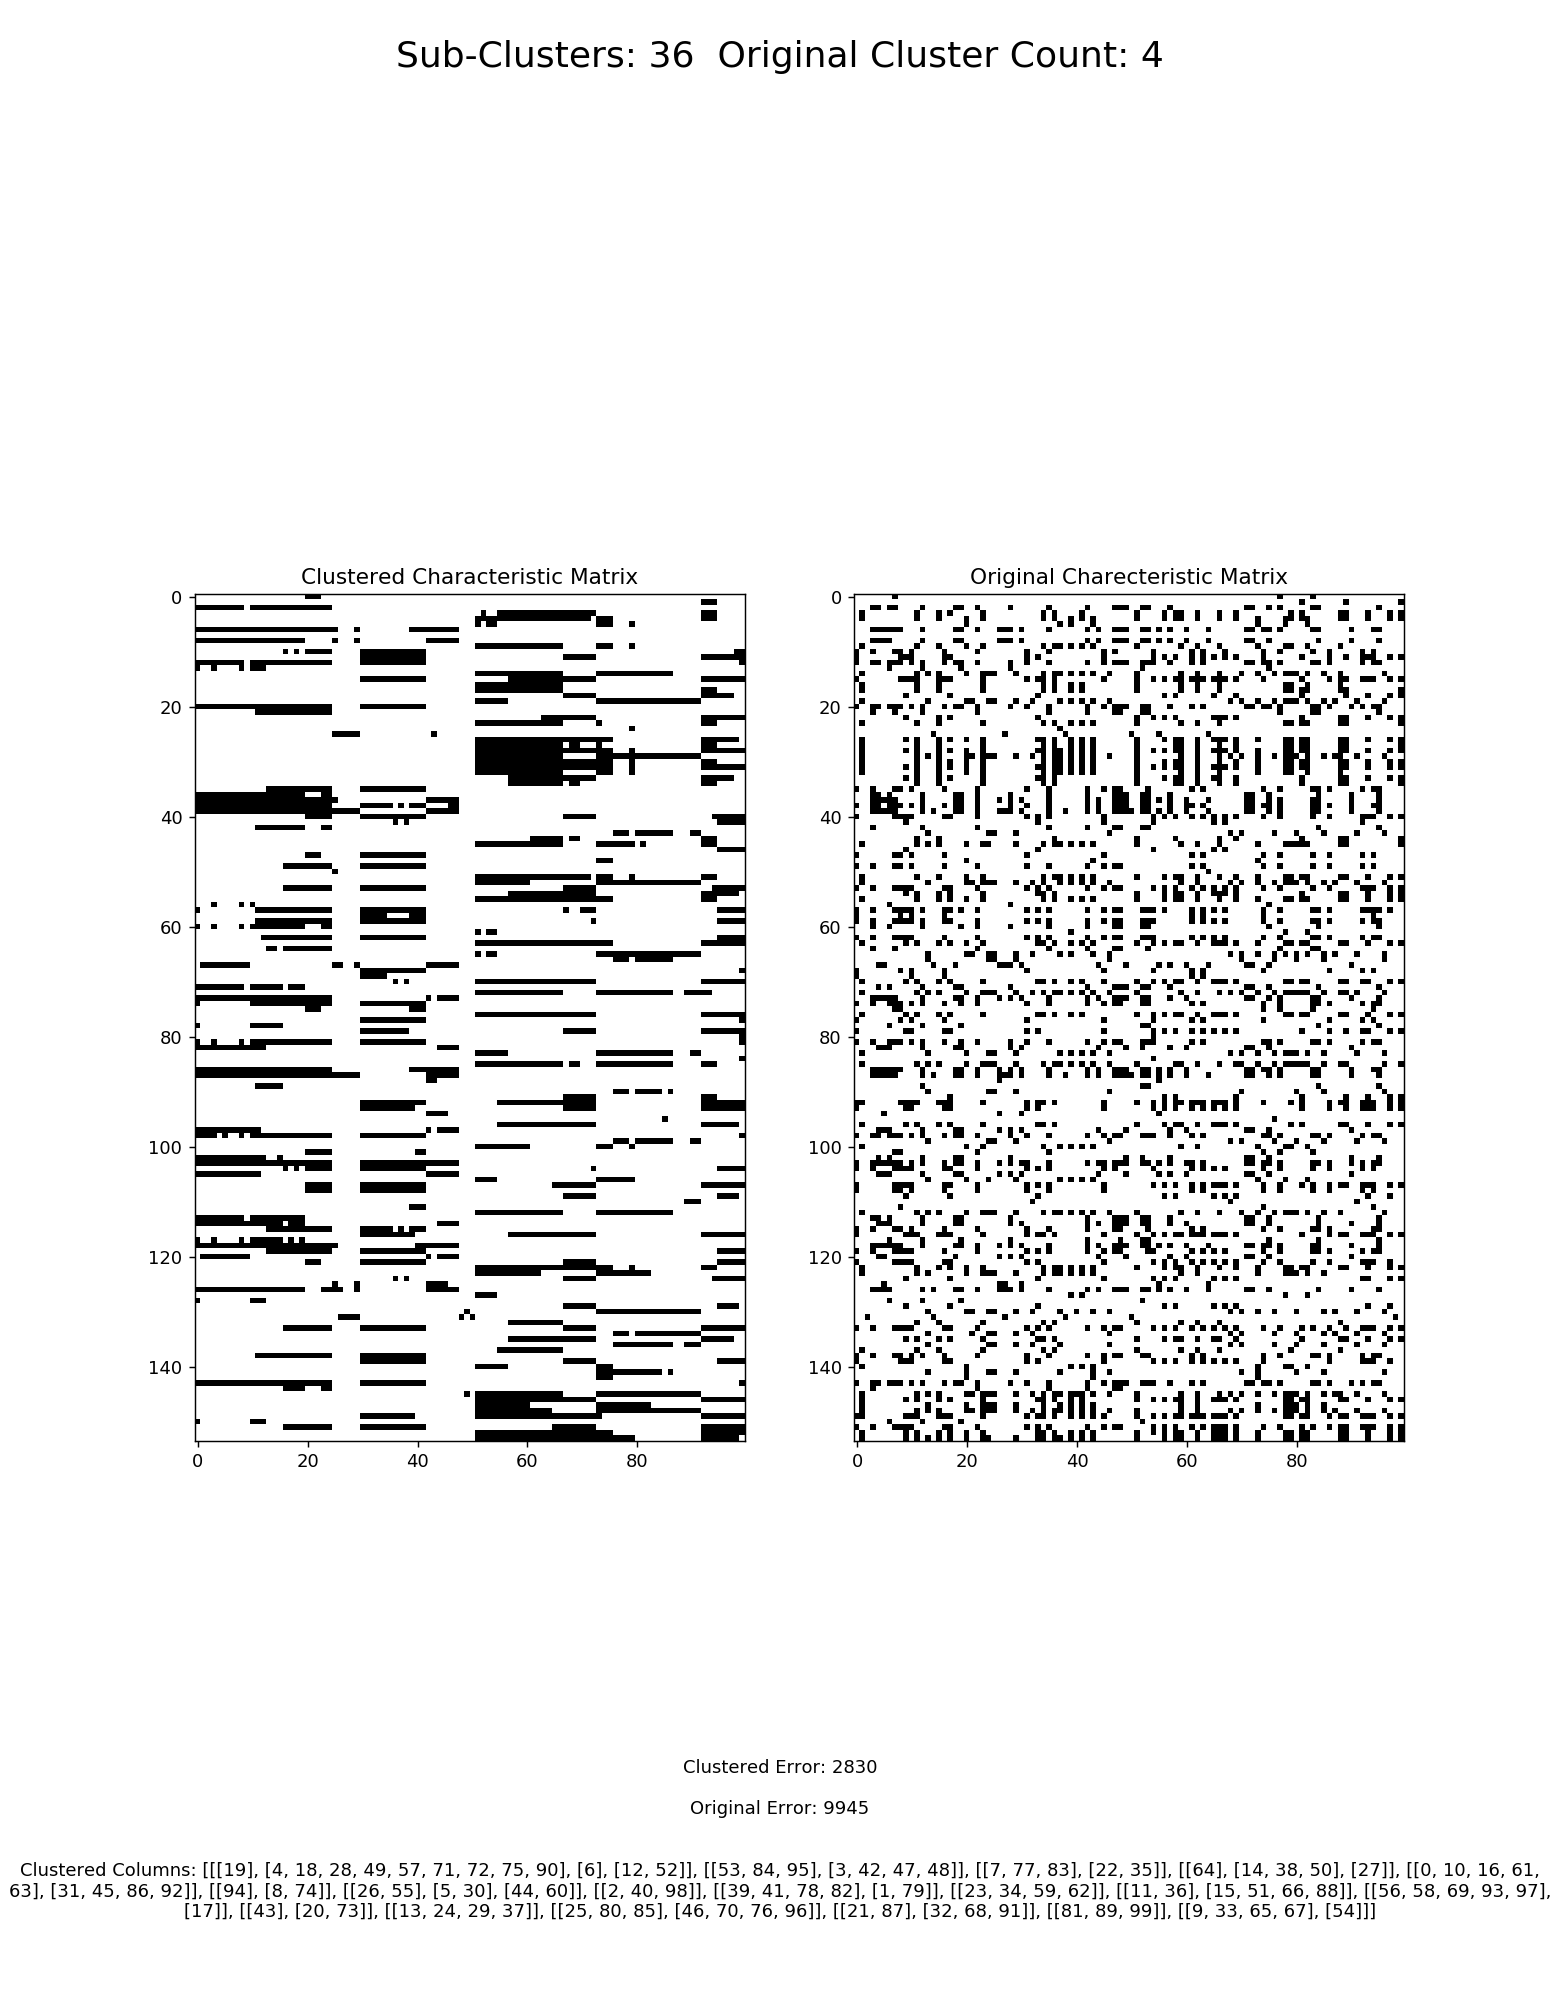 Sub-Clusters: 36  Original Cluster Count: 4
Clustered Characteristic Matrix
Original Charecteristic Matrix
0
20
40
60
80
100
120
140
0 20 40 60 80
0
20
40
60
80
100
120
140
0 20 40 60 80
Clustered Error: 2830
Original Error: 9945
Clustered Columns: [[[19], [4, 18, 28, 49, 57, 71, 72, 75, 90], [6], [12, 52]], [[53, 84, 95], [3, 42, 47, 48]], [[7, 77, 83], [22, 35]], [[64], [14, 38, 50], [27]], [[0, 10, 16, 61,
63], [31, 45, 86, 92]], [[94], [8, 74]], [[26, 55], [5, 30], [44, 60]], [[2, 40, 98]], [[39, 41, 78, 82], [1, 79]], [[23, 34, 59, 62]], [[11, 36], [15, 51, 66, 88]], [[56, 58, 69, 93, 97],
[17]], [[43], [20, 73]], [[13, 24, 29, 37]], [[25, 80, 85], [46, 70, 76, 96]], [[21, 87], [32, 68, 91]], [[81, 89, 99]], [[9, 33, 65, 67], [54]]]